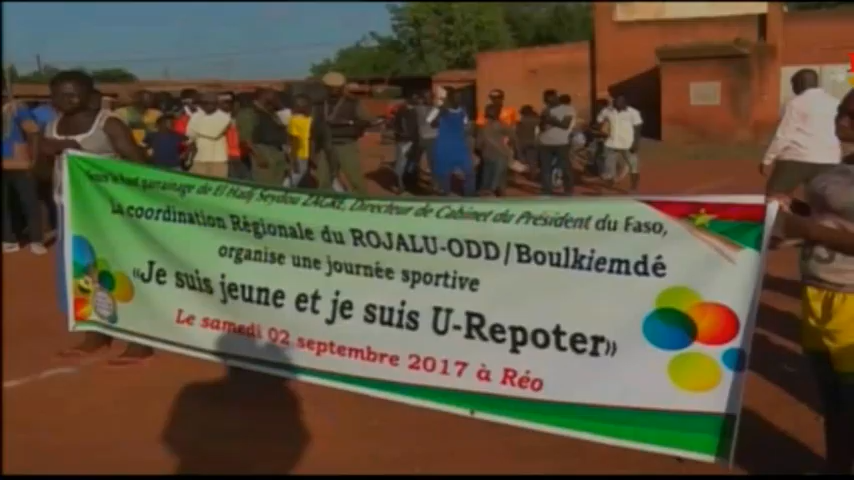 Sous le haut parrainage de El Hadj Seydou ZAGRE, Directeur de Cabinet du Président du Faso,
La coordination Régionale du ROJALU-ODD/Boulkiemdé
organise une journée sportive
«Je suis jeune et je suis U-Repoter»
Le samedi 02 septembre 2017 à Réo